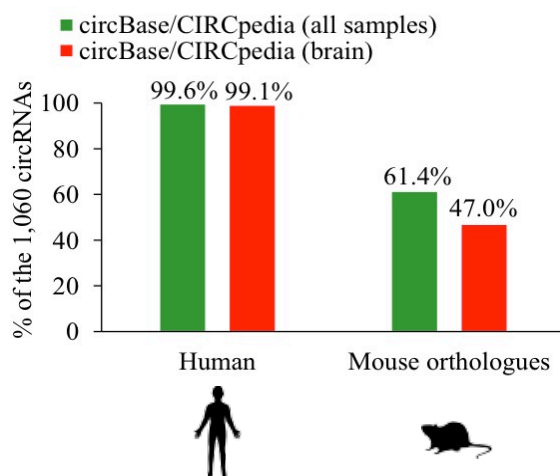 circBase/CIRCpedia (all samples)
circBase/CIRCpedia (brain)
% of the 1,060 circRNAs
100
80
60
40
20
0
99.6% 99.1%
61.4%
47.0%
Human Mouse orthologues